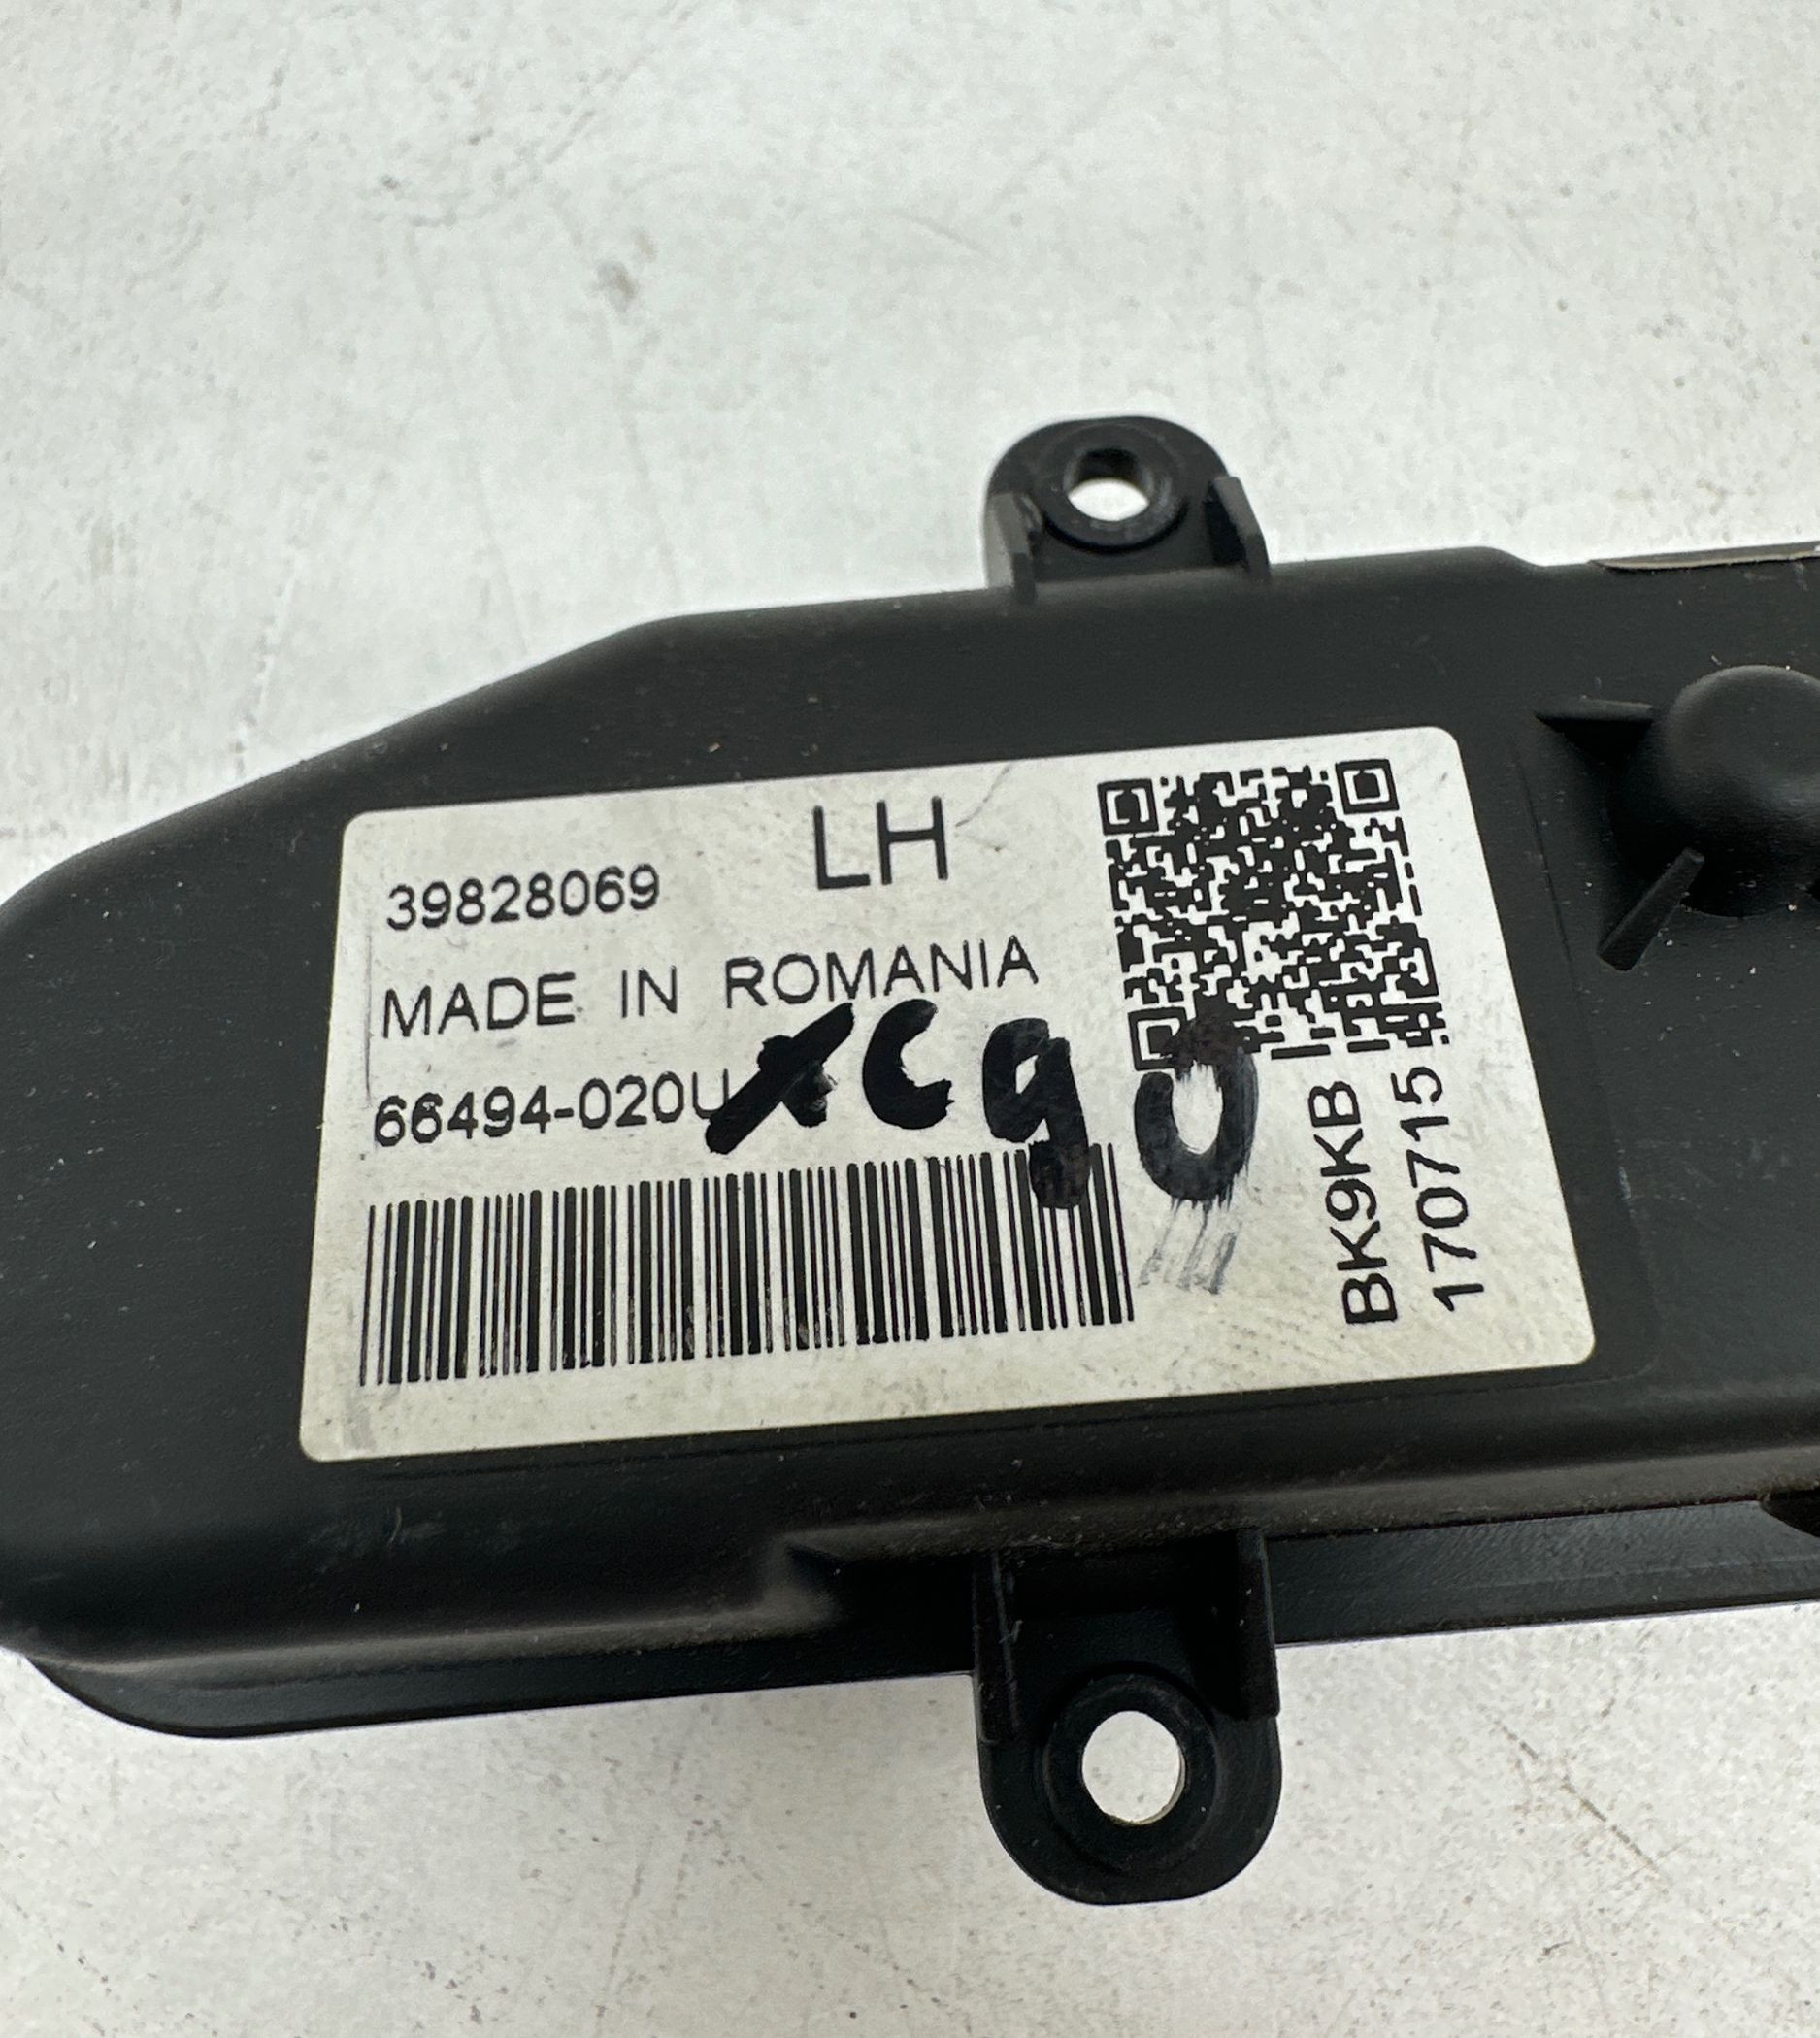 39828069 LH
MADE IN ROMANIA
66494-020U
xc90
BK9KB
170715